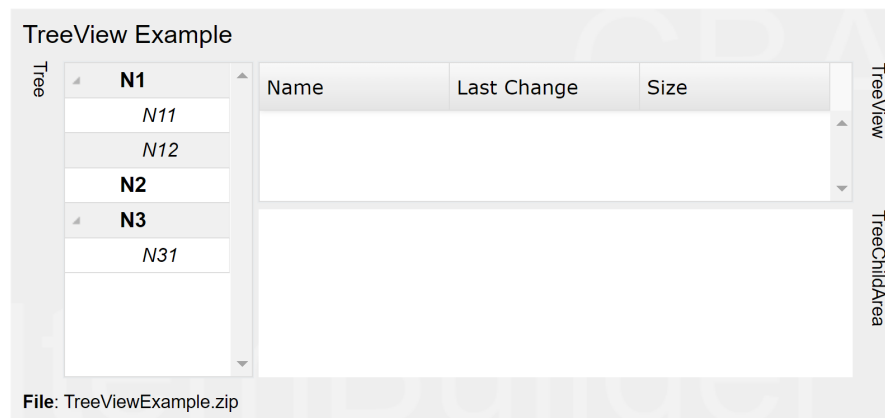 TreeView Example
Tree
N1
N11
N12
N2
N3
N31
Name Last Change Size
TreeView
TreeChildArea
File: TreeViewExample.zip